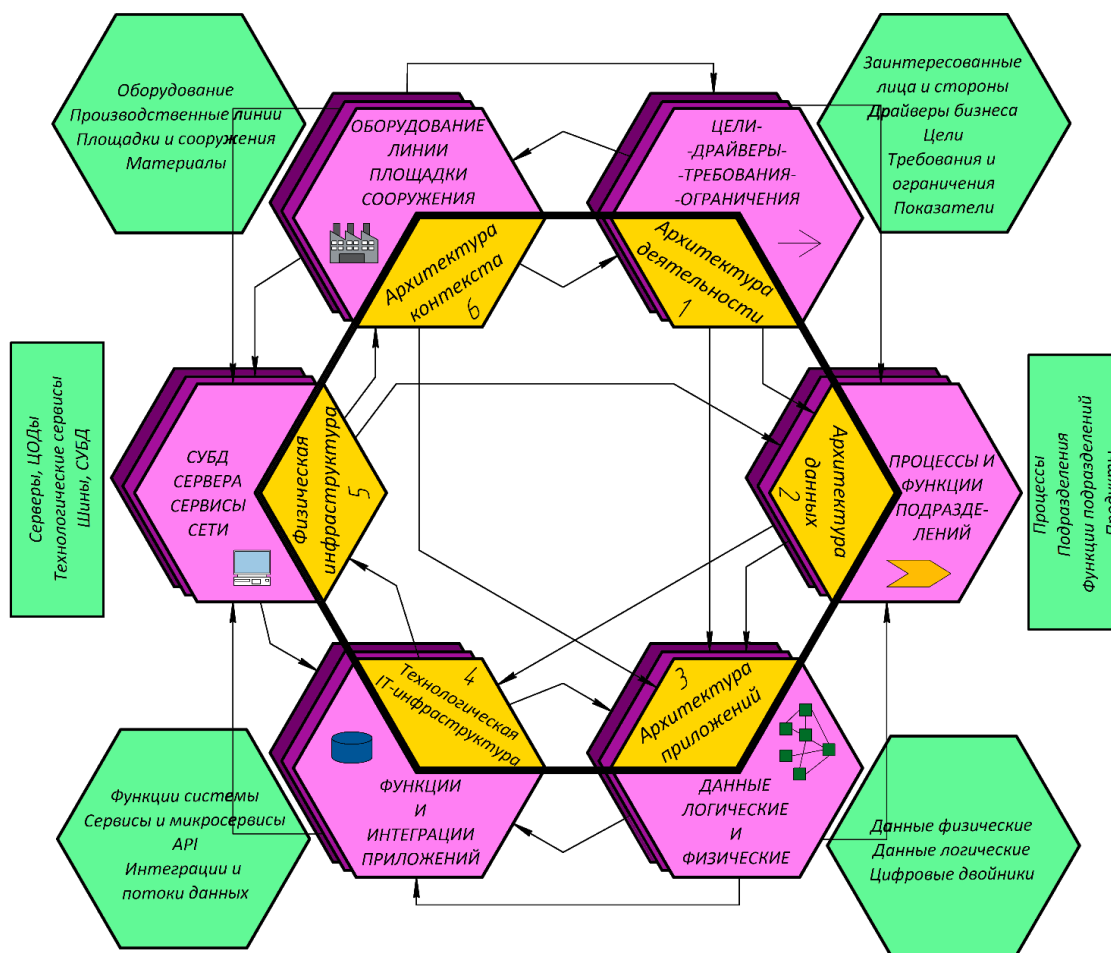 Оборудование
Производственные линии
Площадки и сооружения
Материалы
Заинтересованные
лица и стороны
Драйверы бизнеса
Цели
Требования и
ограничения
Показатели
ОБОРУДОВАНИЕ
ЛИНИИ
ПЛОЩАДКИ
СООРУЖЕНИЯ
ЦЕЛИ-
-ДРАЙВЕРЫ-
-ТРЕБОВАНИЯ-
-ОГРАНИЧЕНИЯ
Архитектура
контекста
6
Архитектура
деятельности
1
Серверы, ЦОДы
Технологические сервисы
Шины, СУБД
СУБД
СЕРВЕРА
СЕРВИСЫ
СЕТИ
Физическая
инфраструктура
5
Архитектура
данных
2
ПРОЦЕССЫ И
ФУНКЦИИ
ПОДРАЗДЕ-
ЛЕНИЙ
Процессы
Подразделения
Функции подразделений
4
Технологическая
IT-инфраструктура
3
Архитектура
приложений
ФУНКЦИИ
И
ИНТЕГРАЦИИ
ПРИЛОЖЕНИЙ
ДАННЫЕ
ЛОГИЧЕСКИЕ
И
ФИЗИЧЕСКИЕ
Функции системы
Сервисы и микросервисы
API
Интеграции и
потоки данных
Данные физические
Данные логические
Цифровые двойники